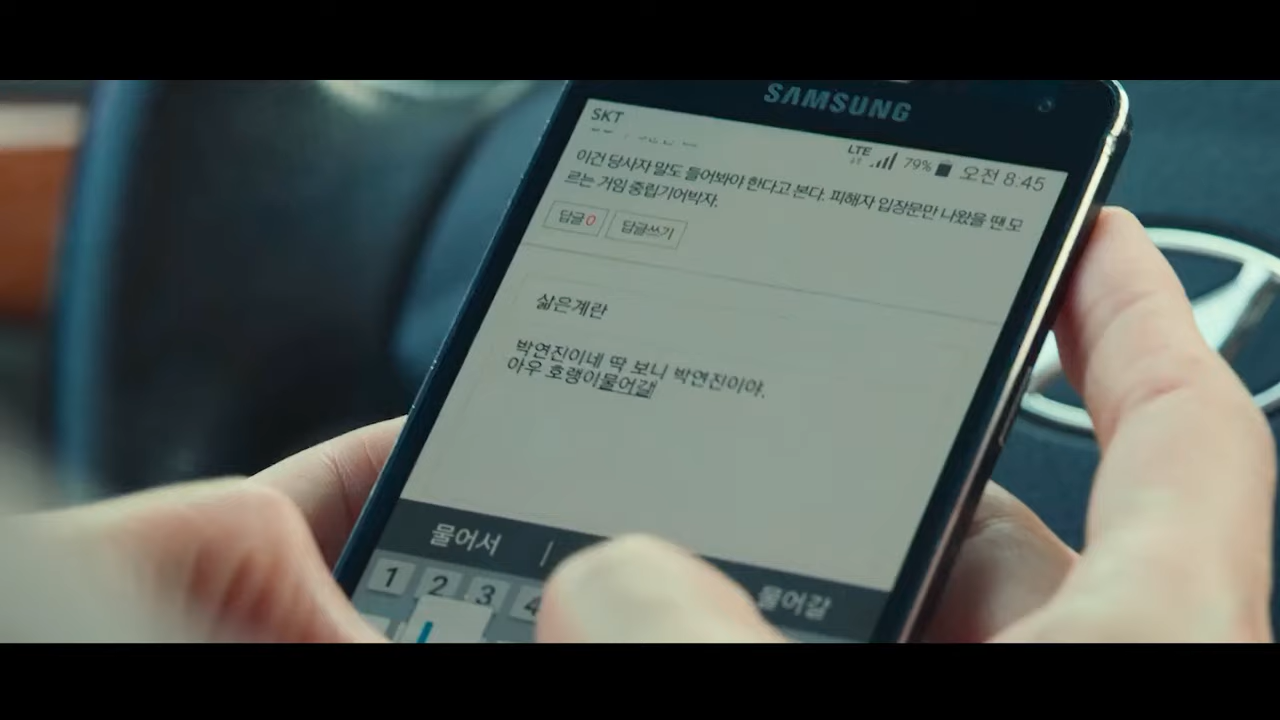 SAMSUNG
SKT
LTE 79% 오전 8:45
이건 당사자 말도 들어봐야 한다고 본다. 피해자 입장문만 나왔을 땐 모
르는 거임 중립기어박자.
답글 0 답글쓰기
삶은계란
박연진이네 딱 보니 박연진이야.
아우 호랭이물어갈
물어서 | 물어갈
1 2 3 4